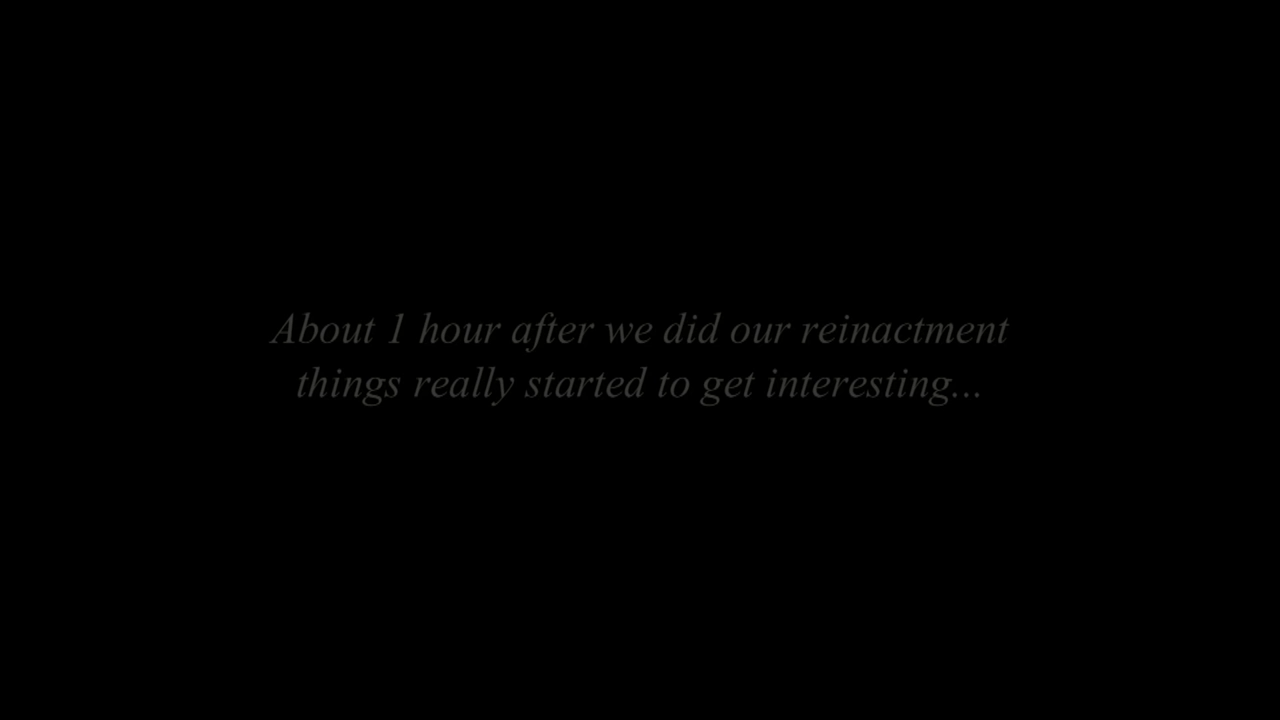 About 1 hour after we did our reinactment
things really started to get interesting...